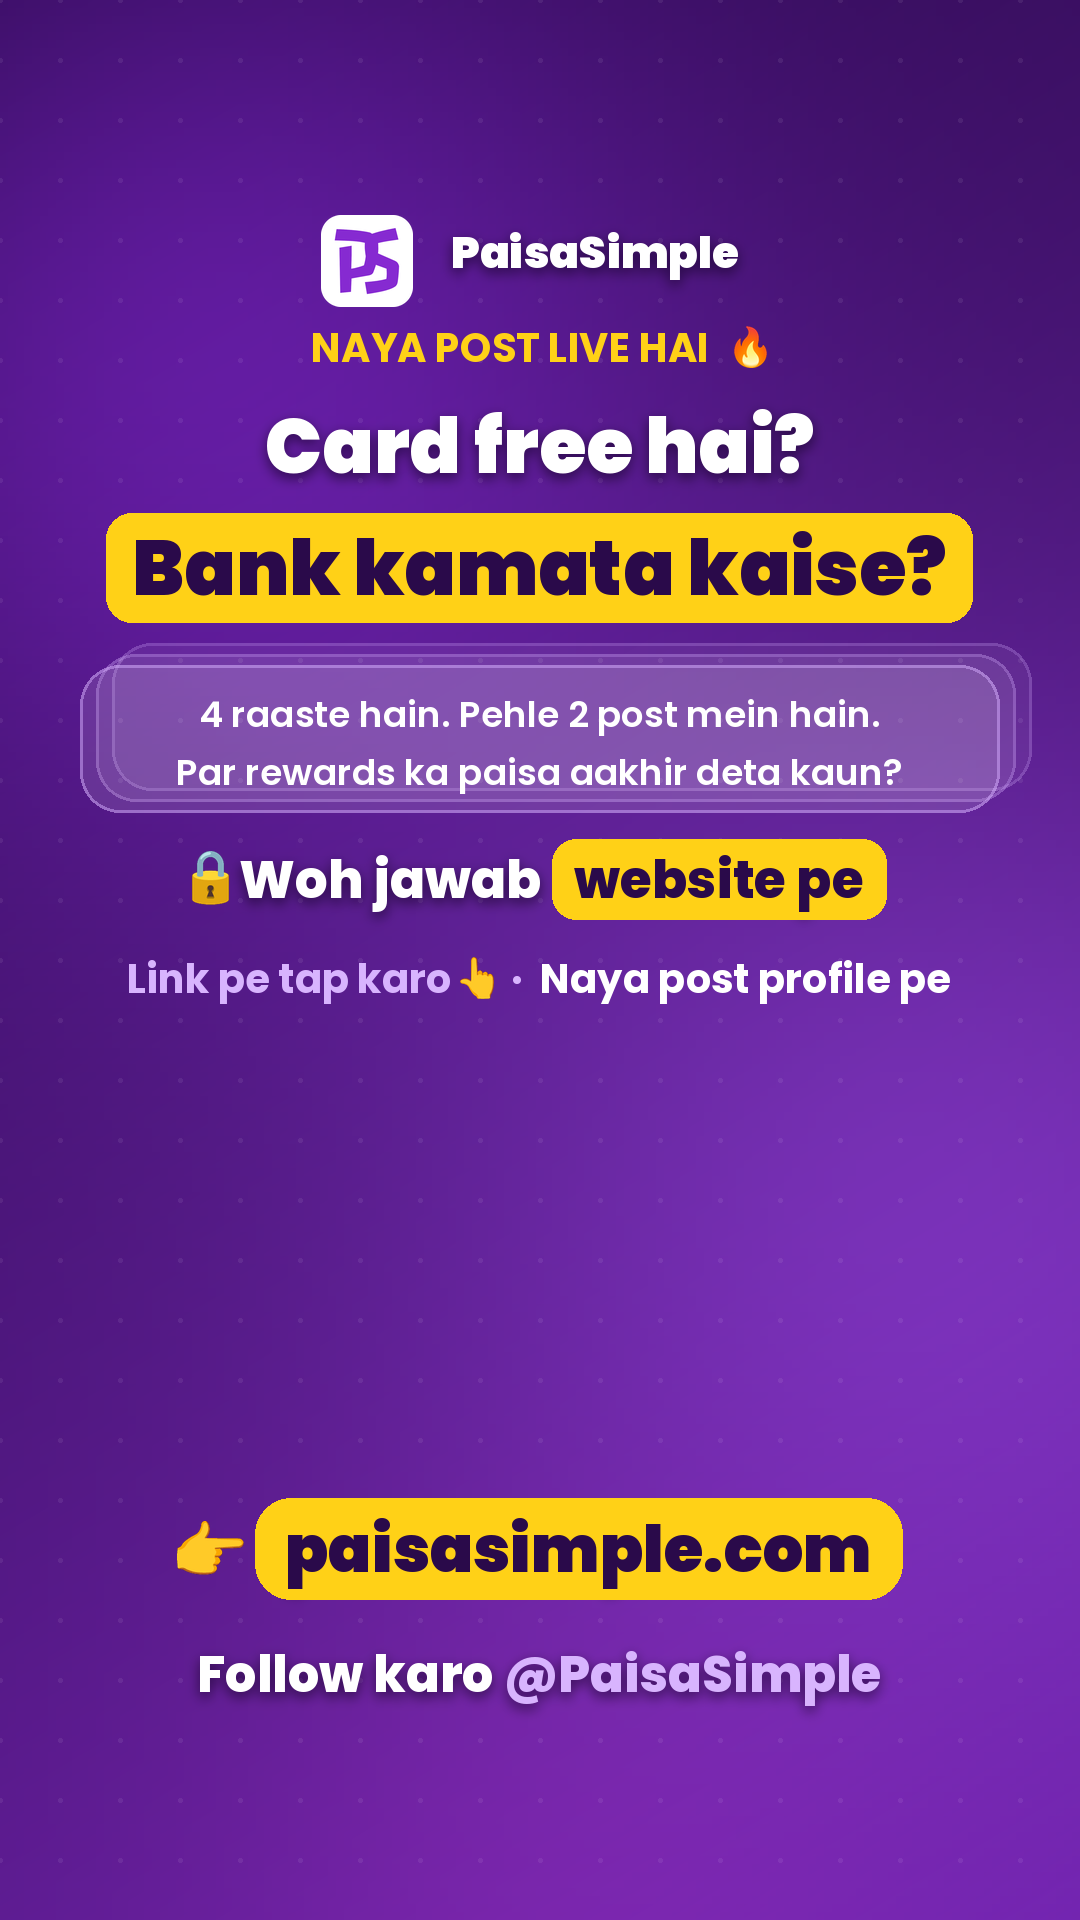 PS PaisaSimple
NAYA POST LIVE HAI 🔥
Card free hai?
Bank kamata kaise?
4 raaste hain. Pehle 2 post mein hain.
Par rewards ka paisa aakhir deta kaun?
🔒Woh jawab website pe
Link pe tap karo👆 · Naya post profile pe
👉 paisasimple.com
Follow karo @PaisaSimple